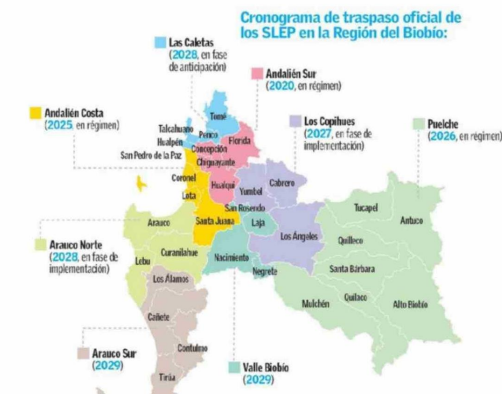 Cronograma de traspaso oficial de
los SLEP en la Región del Biobío:
Las Caletas
(2028, en fase
de anticipación)
Andalién Sur
(2020, en régimen)
Andalién Costa
(2025, en régimen)
Los Copihues
(2027, en fase de
implementación)
Puelche
(2026, en régimen)
Tomé
Talcahuano
Penco
Hualpén
Florida
Concepción
San Pedro de la Paz
Chiguayante
Coronel
Hualqui
Yumbel
Cabrero
Lota
San Rosendo
Tucapel
Arauco
Santa Juana
Laja
Antuco
Los Ángeles
Quilleco
Arauco Norte
(2028, en fase de
implementación)
Curanilahue
Lebu
Nacimiento
Negrete
Santa Bárbara
Los Álamos
Mulchén
Quilaco
Alto Biobío
Cañete
Arauco Sur
(2029)
Contulmo
Tirúa
Valle Biobío
(2029)